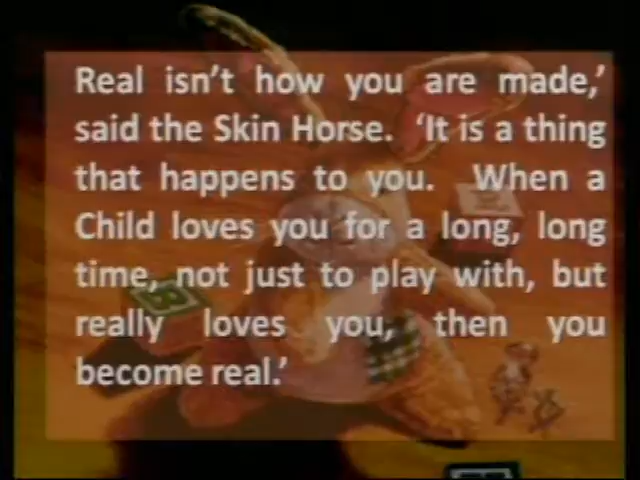 Real isn't how you are made,'
said the Skin Horse. 'It is a thing
that happens to you. When a
Child loves you for a long, long
time, not just to play with, but
really loves you, then you
become real.'
B